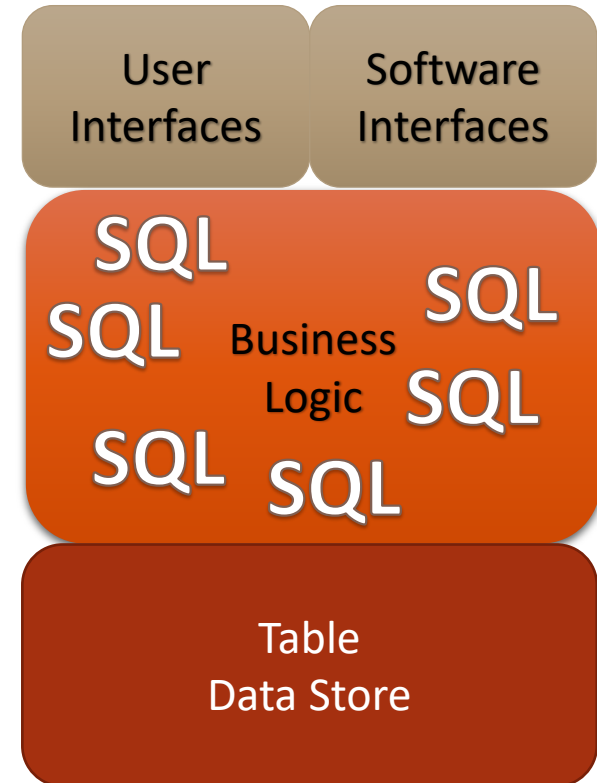 User
Interfaces
Software
Interfaces
SQL
SQL
SQL
Business
Logic
SQL
SQL
SQL
Table
Data Store